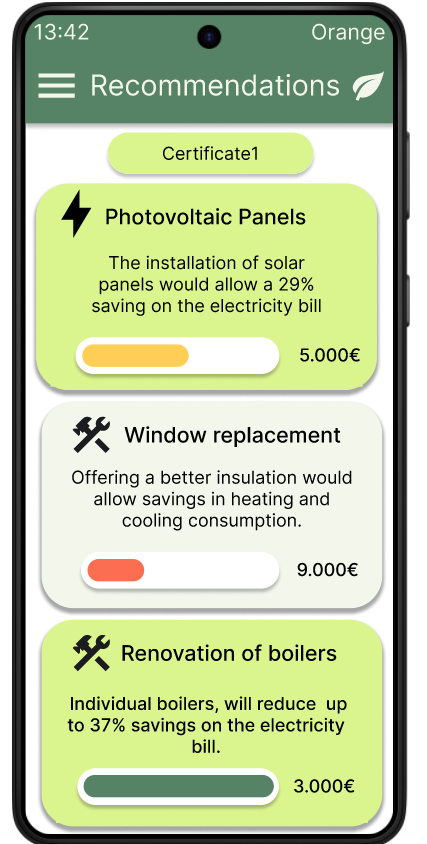 13:42 Orange
Recommendations
Certificate1
Photovoltaic Panels
The installation of solar
panels would allow a 29%
saving on the electricity bill
5.000€
Window replacement
Offering a better insulation would
allow savings in heating and
cooling consumption.
9.000€
Renovation of boilers
Individual boilers, will reduce  up
to 37% savings on the electricity
bill.
3.000€